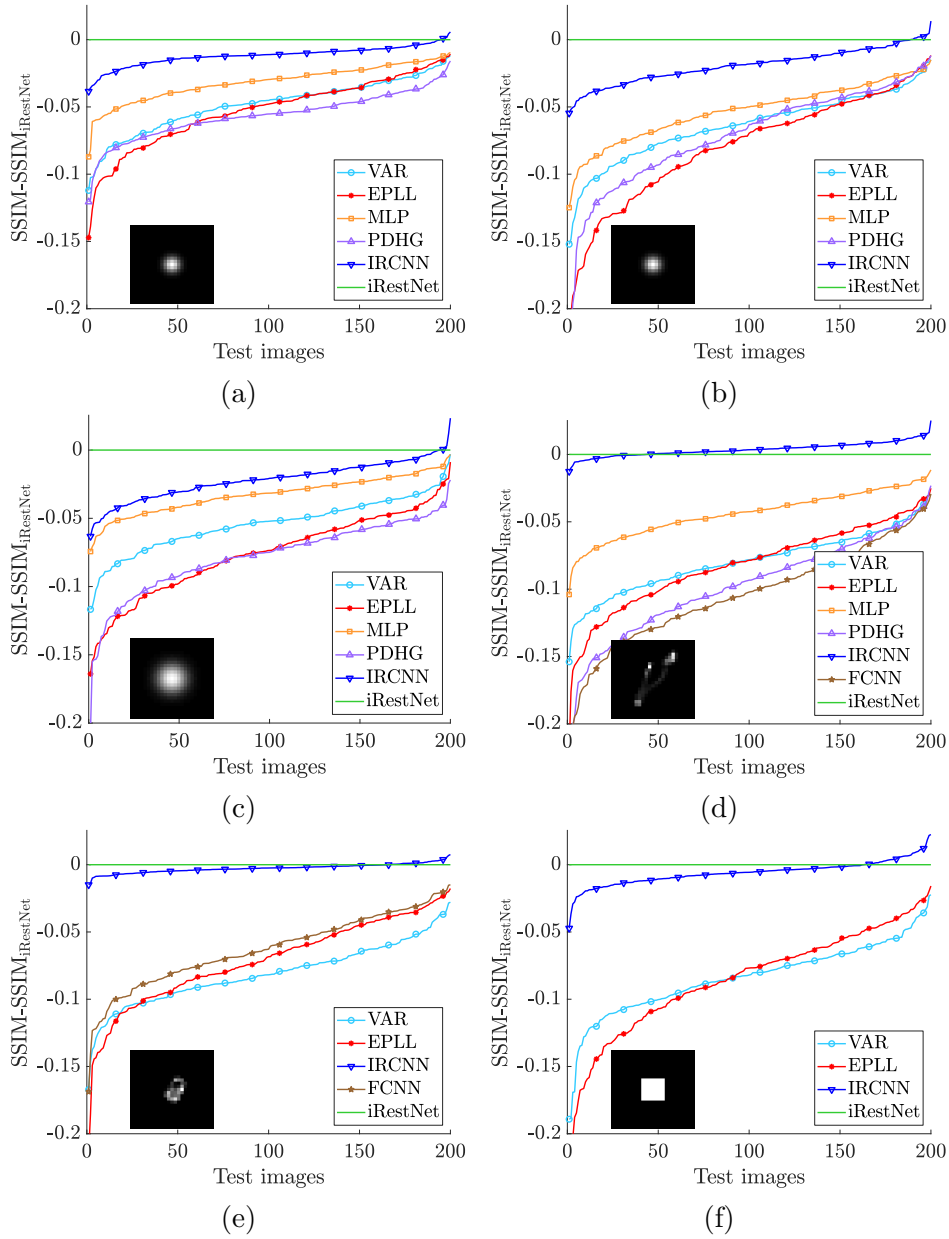 SSIM-SSIM_iRestNet
0
-0.05
-0.1
-0.15
-0.2
0 50 100 150 200
Test images
VAR
EPLL
MLP
PDHG
IRCNN
iRestNet
(a)
SSIM-SSIM_iRestNet
0
-0.05
-0.1
-0.15
-0.2
0 50 100 150 200
Test images
VAR
EPLL
MLP
PDHG
IRCNN
iRestNet
(b)
SSIM-SSIM_iRestNet
0
-0.05
-0.1
-0.15
-0.2
0 50 100 150 200
Test images
VAR
EPLL
MLP
PDHG
IRCNN
iRestNet
(c)
SSIM-SSIM_iRestNet
0
-0.05
-0.1
-0.15
-0.2
0 50 100 150 200
Test images
VAR
EPLL
MLP
PDHG
IRCNN
FCNN
iRestNet
(d)
SSIM-SSIM_iRestNet
0
-0.05
-0.1
-0.15
-0.2
0 50 100 150 200
Test images
VAR
EPLL
IRCNN
FCNN
iRestNet
(e)
SSIM-SSIM_iRestNet
0
-0.05
-0.1
-0.15
-0.2
0 50 100 150 200
Test images
VAR
EPLL
IRCNN
iRestNet
(f)